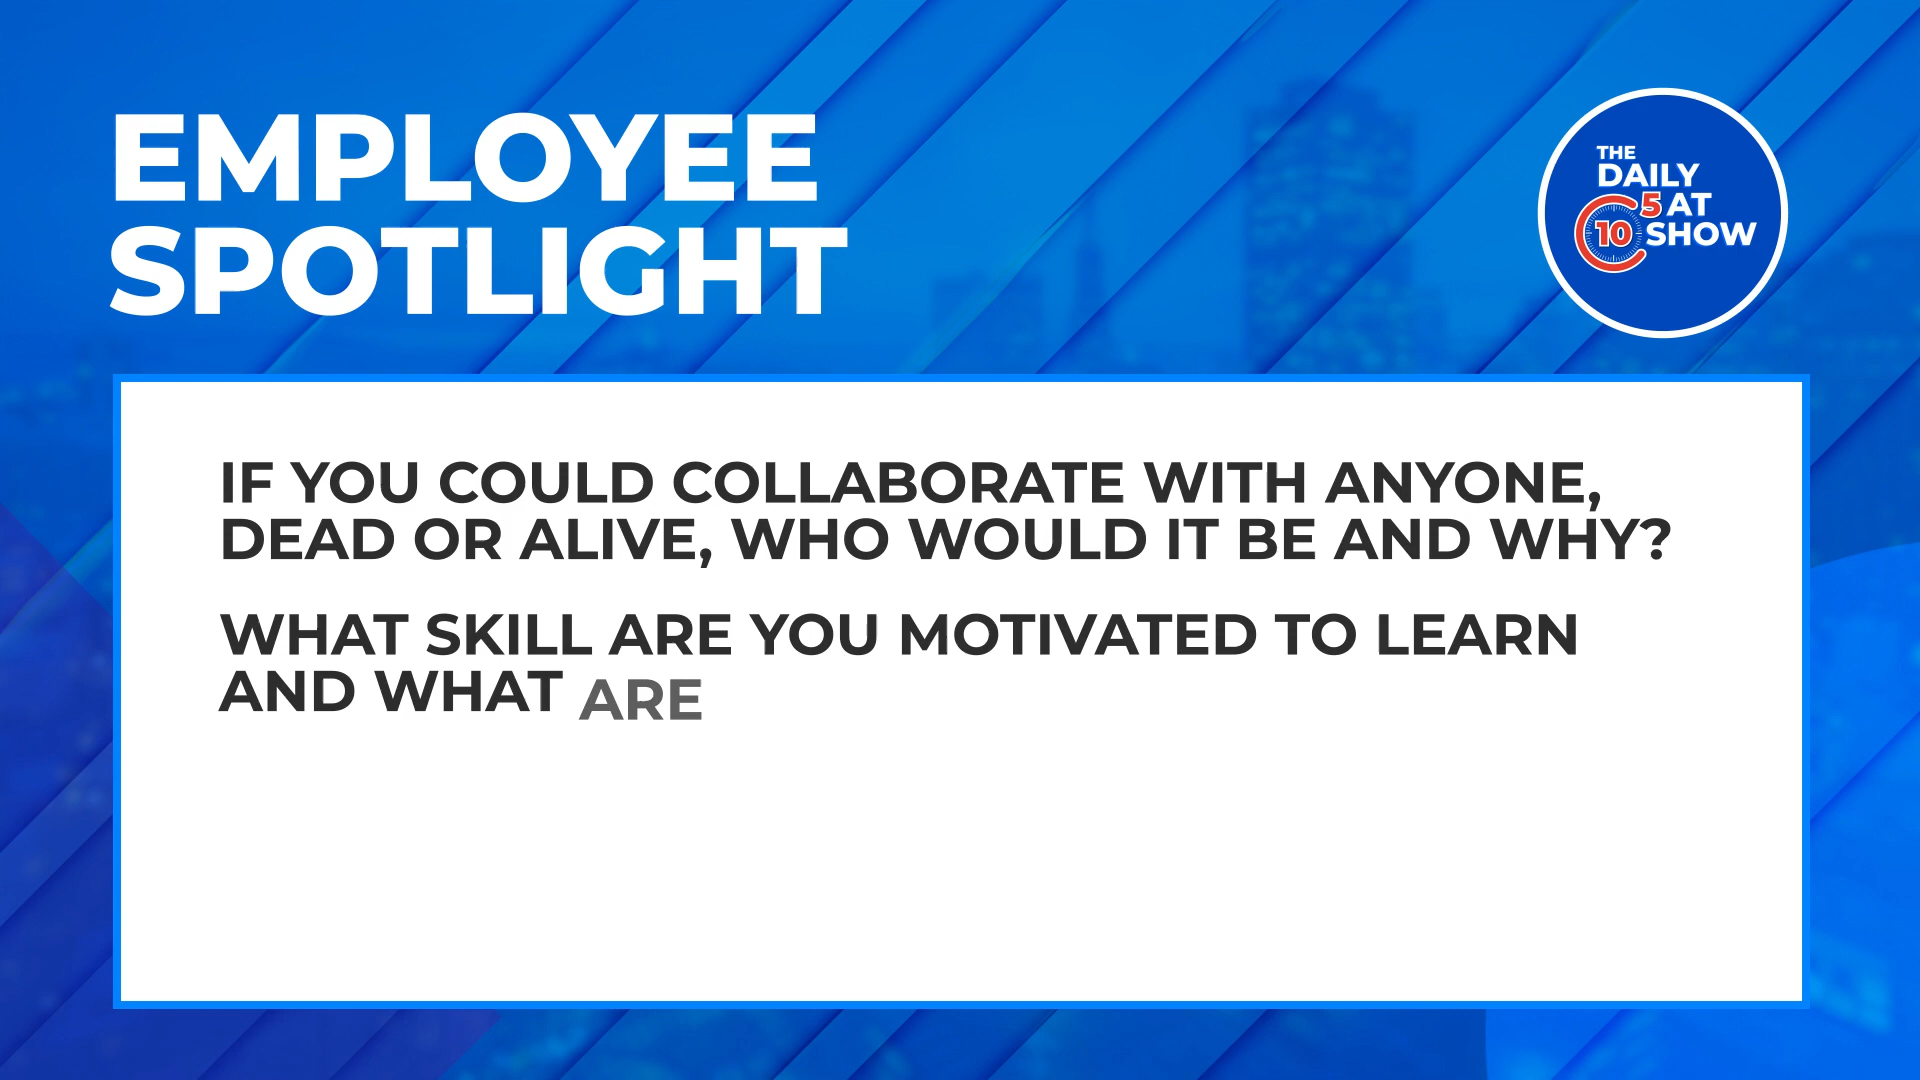 EMPLOYEE
SPOTLIGHT
THE
DAILY
5 AT
10 SHOW
IF YOU COULD COLLABORATE WITH ANYONE,
DEAD OR ALIVE, WHO WOULD IT BE AND WHY?
WHAT SKILL ARE YOU MOTIVATED TO LEARN
AND WHAT ARE